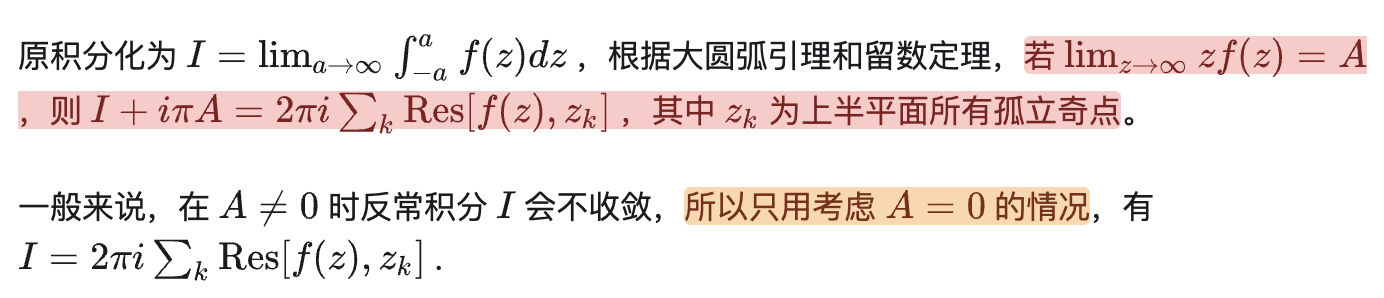 原积分化为 $I = \lim_{a\to\infty} \int_{-a}^{a} f(z)dz$ ，根据大圆弧引理和留数定理，若 $\lim_{z\to\infty} zf(z) = A$
，则 $I + i\pi A = 2\pi i \sum_k \operatorname{Res}[f(z), z_k]$ ，其中 $z_k$ 为上半平面所有孤立奇点。
一般来说，在 $A \neq 0$ 时反常积分 $I$ 会不收敛，所以只用考虑 $A = 0$ 的情况，有
$I = 2\pi i \sum_k \operatorname{Res}[f(z), z_k]$ .